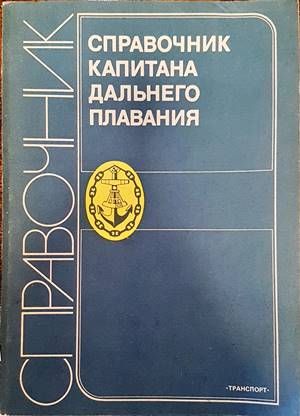 СПРАВОЧНИК
СПРАВОЧНИК
КАПИТАНА
ДАЛЬНЕГО
ПЛАВАНИЯ
·ТРАНСПОРТ·